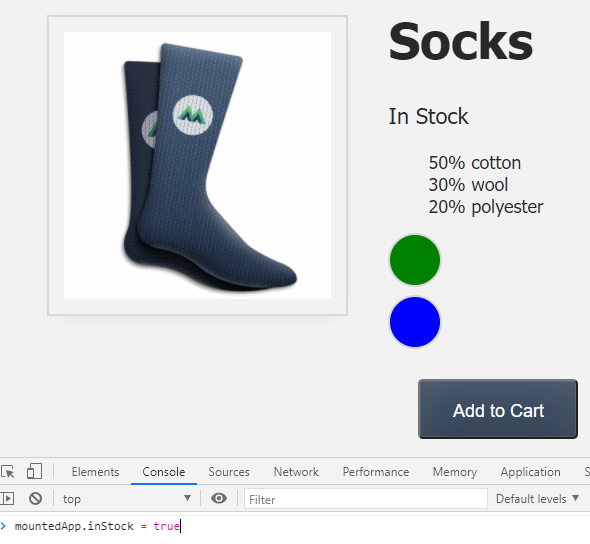 Socks
In Stock
50% cotton
30% wool
20% polyester
Add to Cart
Elements Console Sources Network Performance Memory Application S
top Filter Default levels
mountedApp.inStock = true